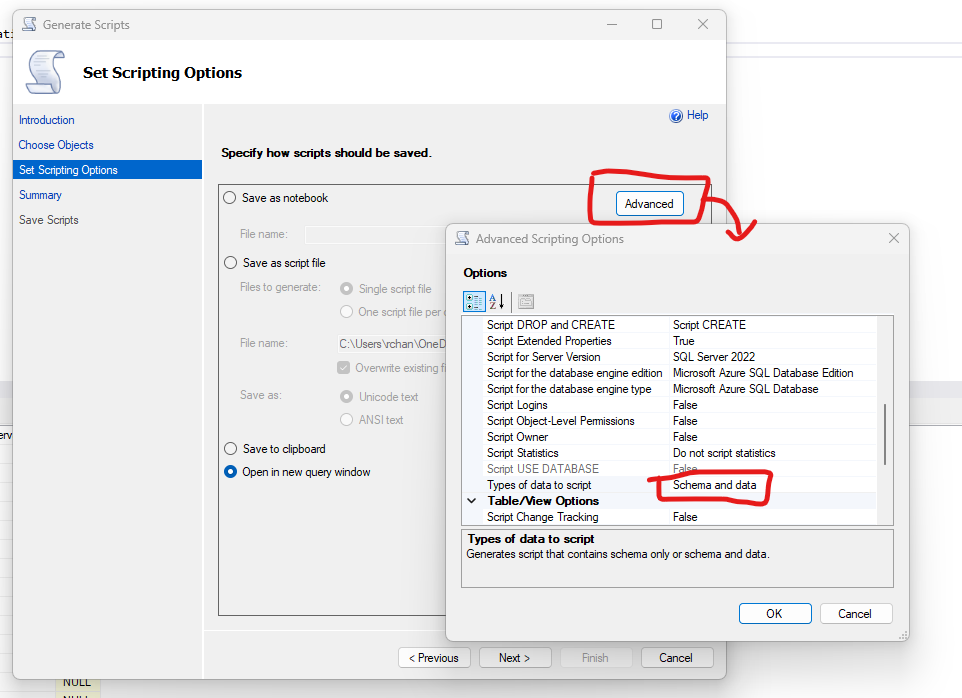 Generate Scripts
Set Scripting Options
Introduction
Choose Objects
Set Scripting Options
Summary
Save Scripts
Help
Specify how scripts should be saved.
Save as notebook
Advanced
File name:
Save as script file
Files to generate:
Single script file
One script file per
File name:
C:\Users\rchan\OneD
Overwrite existing
Save as:
Unicode text
ANSI text
Save to clipboard
Open in new query window
Advanced Scripting Options
Options
Script DROP and CREATE Script CREATE
Script Extended Properties True
Script for Server Version SQL Server 2022
Script for the database engine edition Microsoft Azure SQL Database Edition
Script for the database engine type Microsoft Azure SQL Database
Script Logins False
Script Object-Level Permissions False
Script Owner False
Script Statistics Do not script statistics
Script USE DATABASE False
Types of data to script Schema and data
Table/View Options
Script Change Tracking False
Types of data to script
Generates script that contains schema only or schema and data.
OK Cancel
< Previous Next > Finish Cancel
NULL